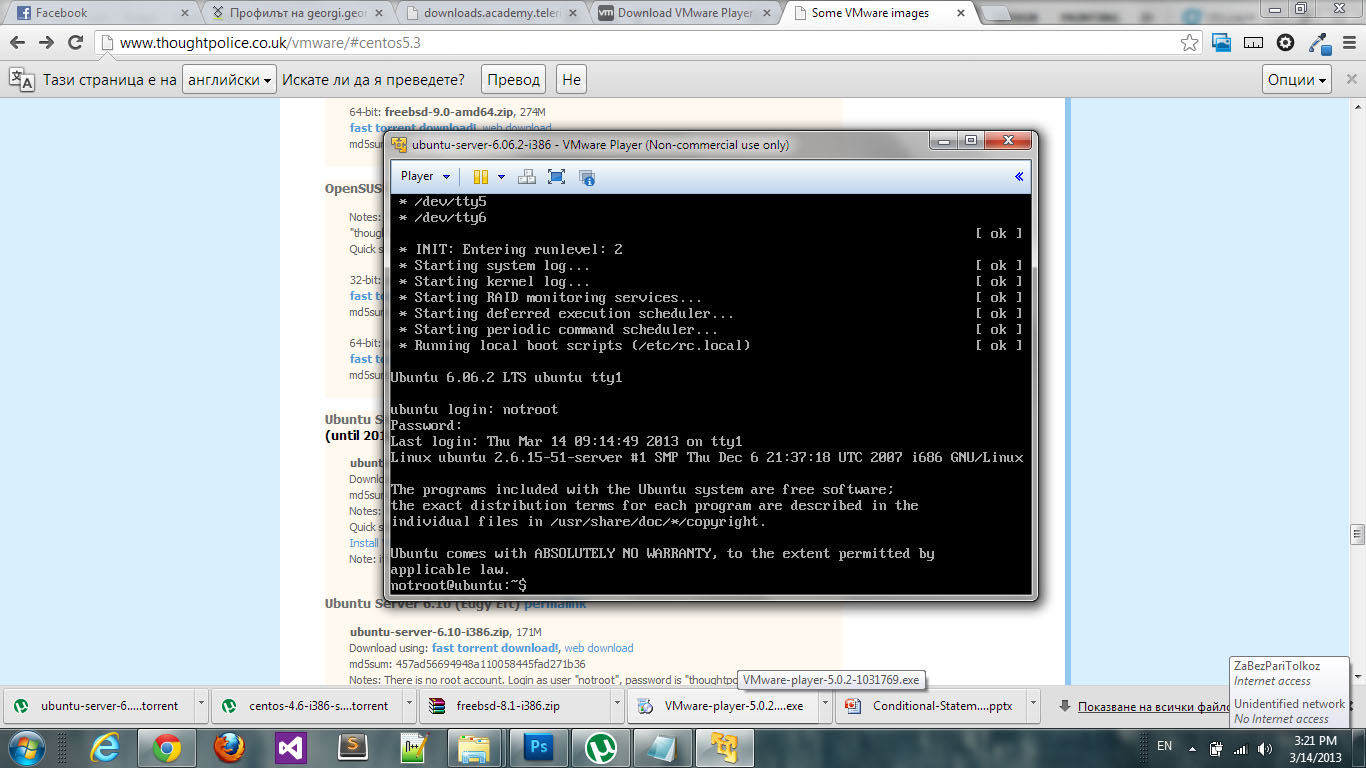 Facebook
Профилът на georgi.geor
downloads.academy.teleri
Download VMware Player
Some VMware images
www.thoughtpolice.co.uk/vmware/#centos5.3
Тази страница е на английски Искате ли да я преведете? Превод Не Опции
64-bit: freebsd-9.0-amd64.zip, 274M
fast torrent download!, web download
md5sum
OpenSUS
Notes:
"though
Quick s
32-bit:
fast to
md5sum
64-bit:
fast to
md5sum
Ubuntu Se
(until 201
ubunt
Downlo
md5sum
Notes:
Quick s
Install V
Note: i
ubuntu-server-6.06.2-i386 - VMware Player (Non-commercial use only)
Player
* /dev/tty5
* /dev/tty6
[ ok ]
* INIT: Entering runlevel: 2
* Starting system log... [ ok ]
* Starting kernel log... [ ok ]
* Starting RAID monitoring services... [ ok ]
* Starting deferred execution scheduler... [ ok ]
* Starting periodic command scheduler... [ ok ]
* Running local boot scripts (/etc/rc.local) [ ok ]
Ubuntu 6.06.2 LTS ubuntu tty1
ubuntu login: notroot
Password:
Last login: Thu Mar 14 09:14:49 2013 on tty1
Linux ubuntu 2.6.15-51-server #1 SMP Thu Dec 6 21:37:18 UTC 2007 i686 GNU/Linux
The programs included with the Ubuntu system are free software;
the exact distribution terms for each program are described in the
individual files in /usr/share/doc/*/copyright.
Ubuntu comes with ABSOLUTELY NO WARRANTY, to the extent permitted by
applicable law.
notroot@ubuntu:~$
Ubuntu Server 6.10 (Edgy Eft) permalink
ubuntu-server-6.10-i386.zip, 171M
Download using: fast torrent download!, web download
md5sum: 457ad56694948a110058445fad271b36
Notes: There is no root account. Login as user "notroot", password is "thoughtpo
VMware-player-5.0.2-1031769.exe
ZaBezPariTolkoz
Internet access
Unidentified network
No Internet access
ubuntu-server-6.....torrent
centos-4.6-i386-s....torrent
freebsd-8.1-i386.zip
VMware-player-5.0.2....exe
Conditional-Statem....pptx
Показване на всички файло
EN
3:21 PM
3/14/2013